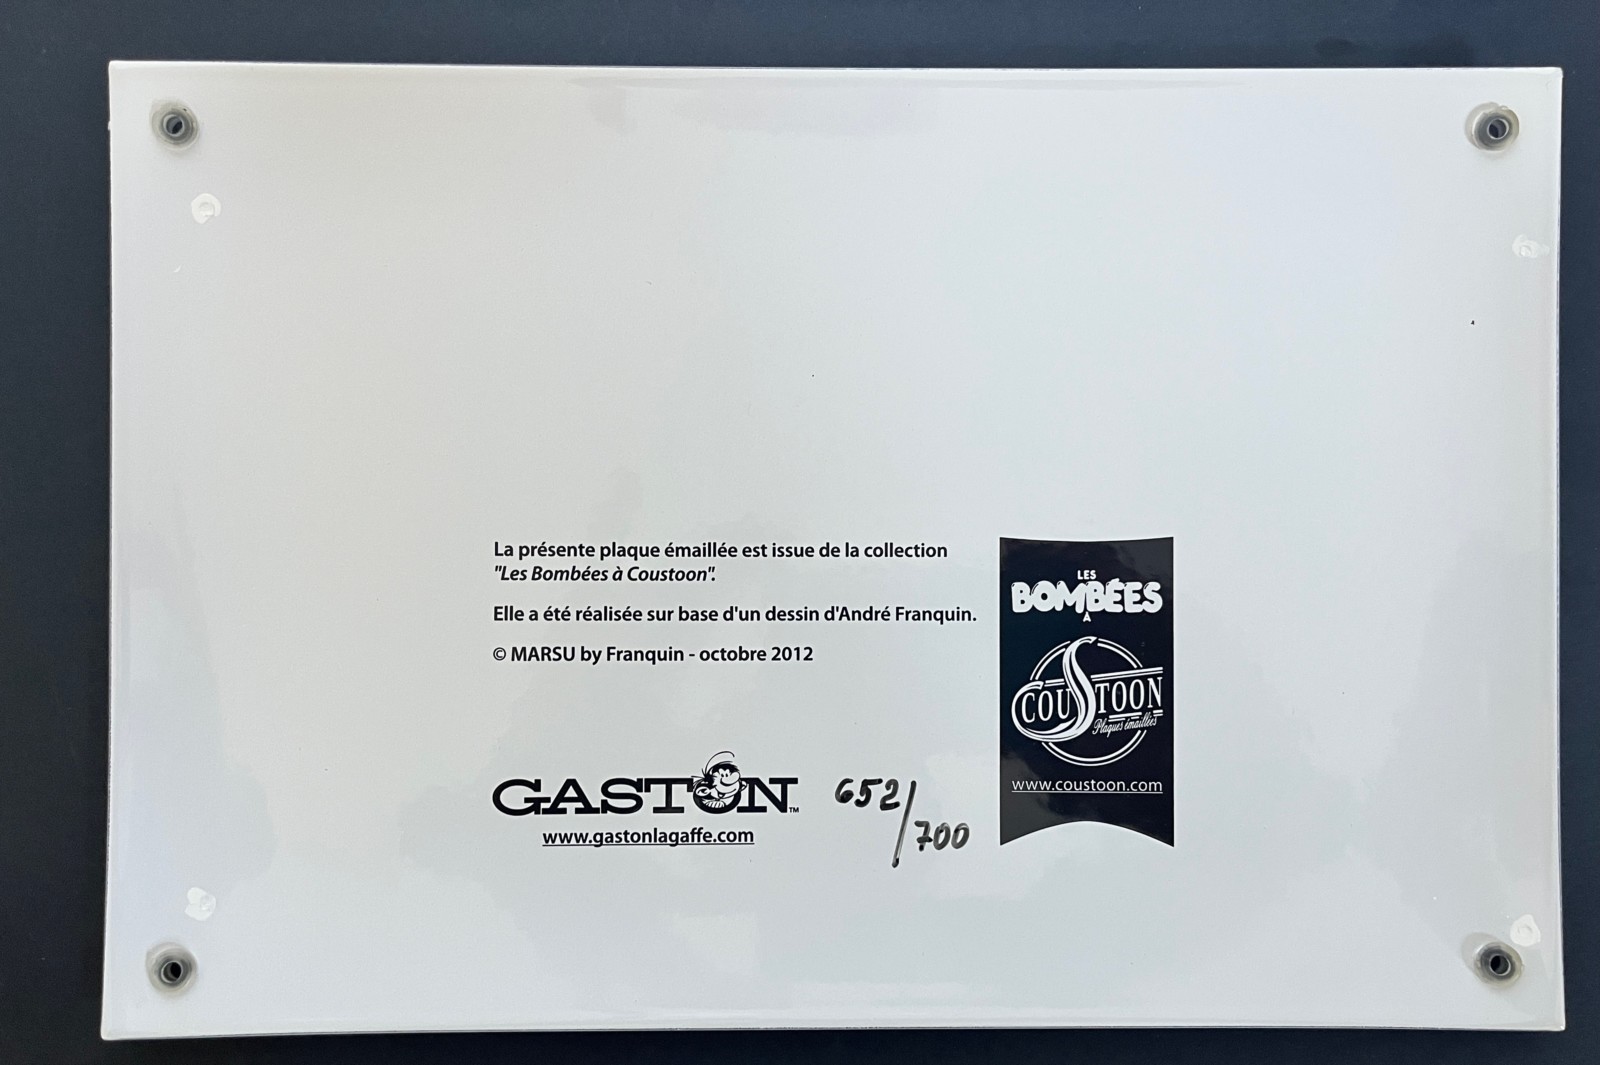 La présente plaque émaillée est issue de la collection
"Les Bombées à Coustoon".
Elle a été réalisée sur base d'un dessin d'André Franquin.
© MARSU by Franquin - octobre 2012
GASTON™
www.gastonlagaffe.com
652/700
LES
BOMBÉES
À
COUSTOON
Plaques émaillées
www.coustoon.com